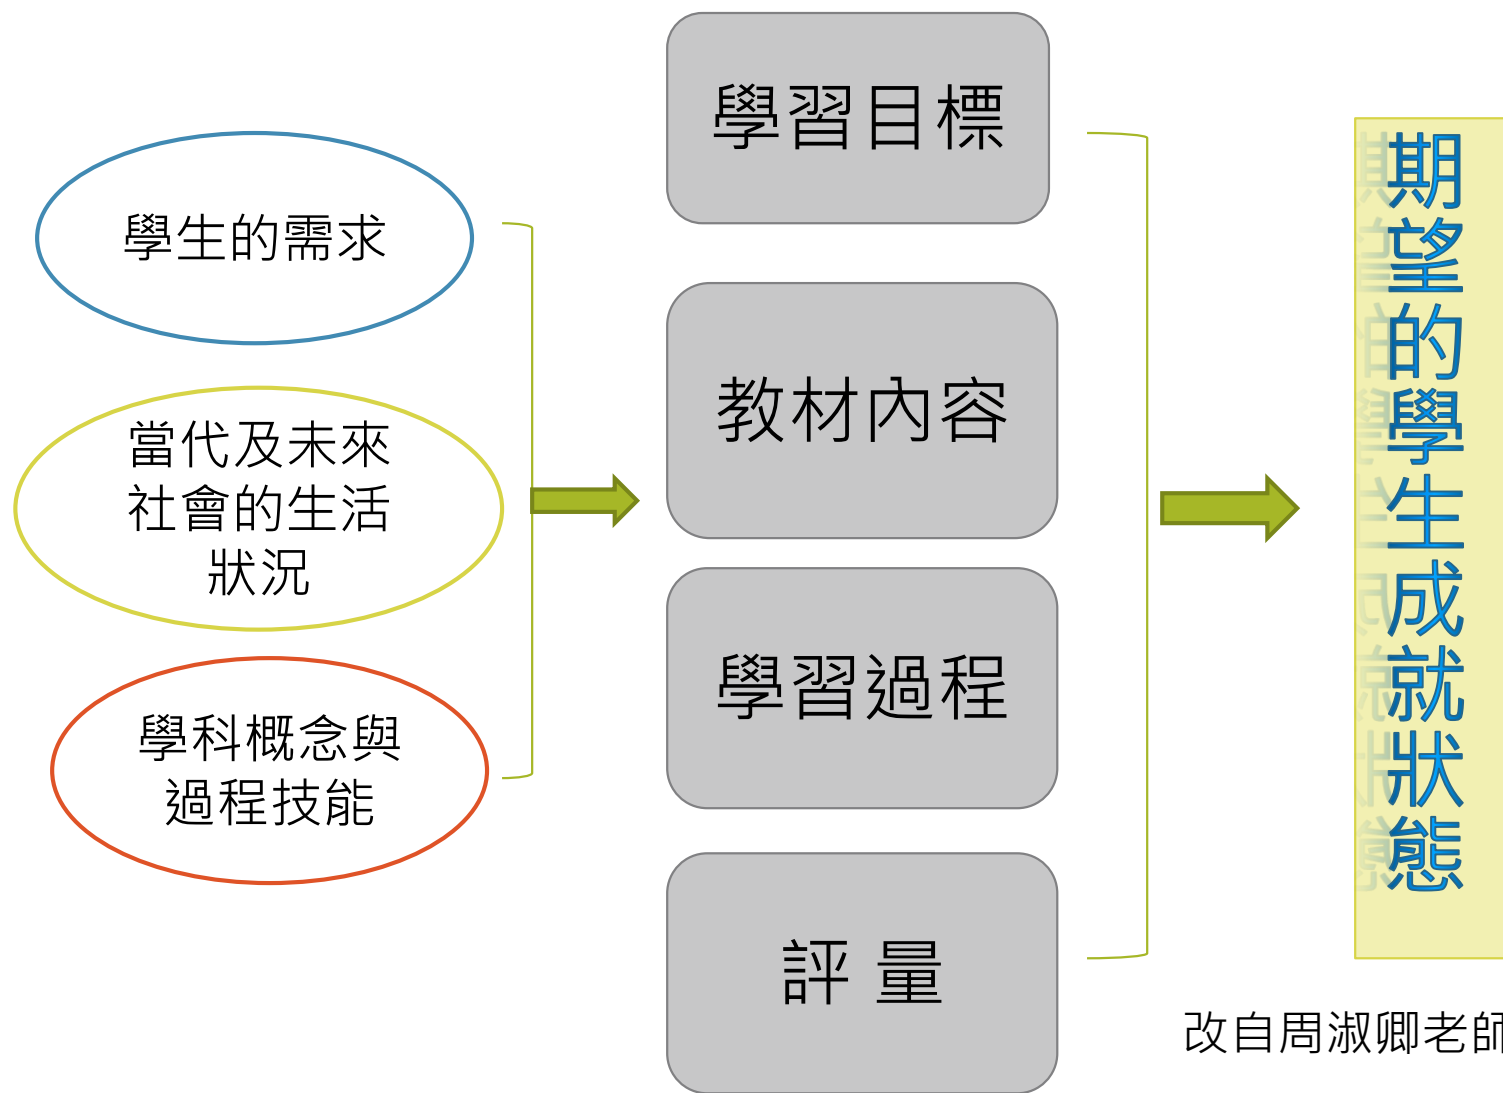 學生的需求
當代及未來
社會的生活
狀況
學科概念與
過程技能
學習目標
教材內容
學習過程
評 量
期望的學生成就狀態
改自周淑卿老師